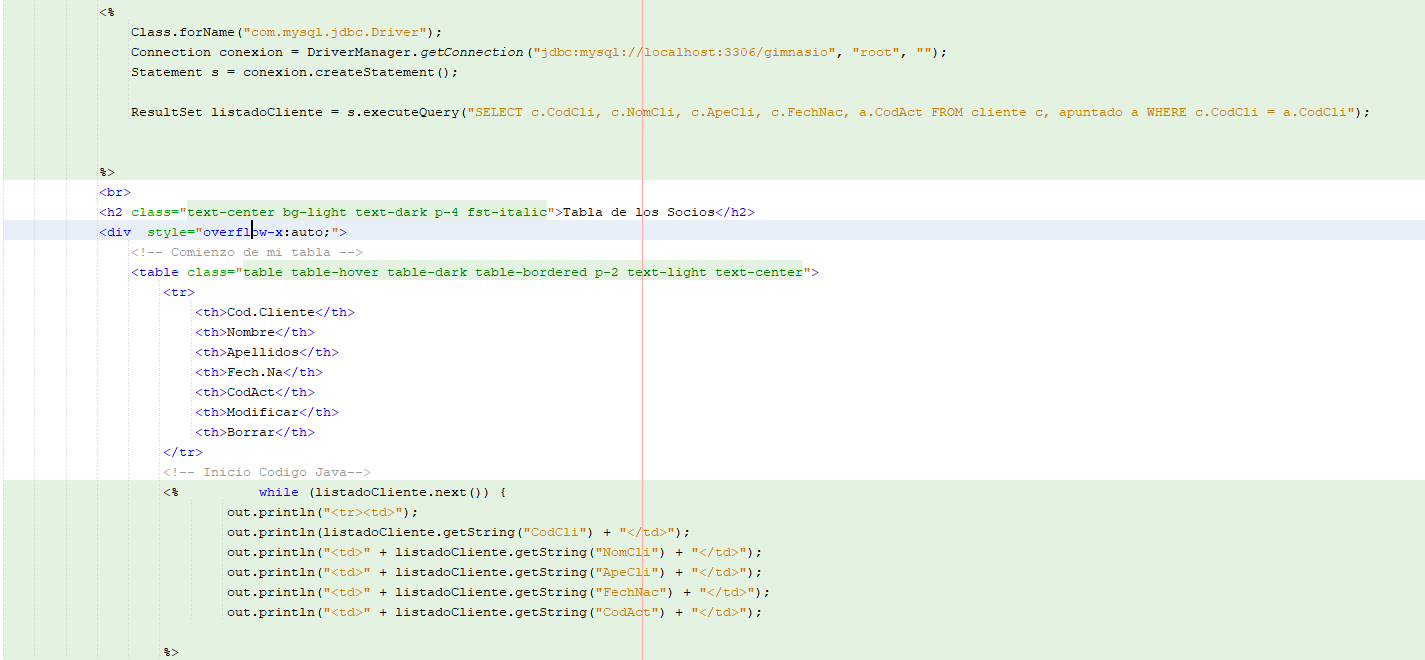 <%
Class.forName("com.mysql.jdbc.Driver");
Connection conexion = DriverManager.getConnection("jdbc:mysql://localhost:3306/gimnasio", "root", "");
Statement s = conexion.createStatement();
ResultSet listadoCliente = s.executeQuery("SELECT c.CodCli, c.NomCli, c.ApeCli, c.FechNac, a.CodAct FROM cliente c, apuntado a WHERE c.CodCli = a.CodCli");
%>
<br>
<h2 class="text-center bg-light text-dark p-4 fst-italic">Tabla de los Socios</h2>
<div  style="overflow-x:auto;">
<!-- Comienzo de mi tabla -->
<table class="table table-hover table-dark table-bordered p-2 text-light text-center">
<tr>
<th>Cod.Cliente</th>
<th>Nombre</th>
<th>Apellidos</th>
<th>Fech.Na</th>
<th>CodAct</th>
<th>Modificar</th>
<th>Borrar</th>
</tr>
<!-- Inicio Codigo Java-->
<%          while (listadoCliente.next()) {
out.println("<tr><td>");
out.println(listadoCliente.getString("CodCli") + "</td>");
out.println("<td>" + listadoCliente.getString("NomCli") + "</td>");
out.println("<td>" + listadoCliente.getString("ApeCli") + "</td>");
out.println("<td>" + listadoCliente.getString("FechNac") + "</td>");
out.println("<td>" + listadoCliente.getString("CodAct") + "</td>");
%>